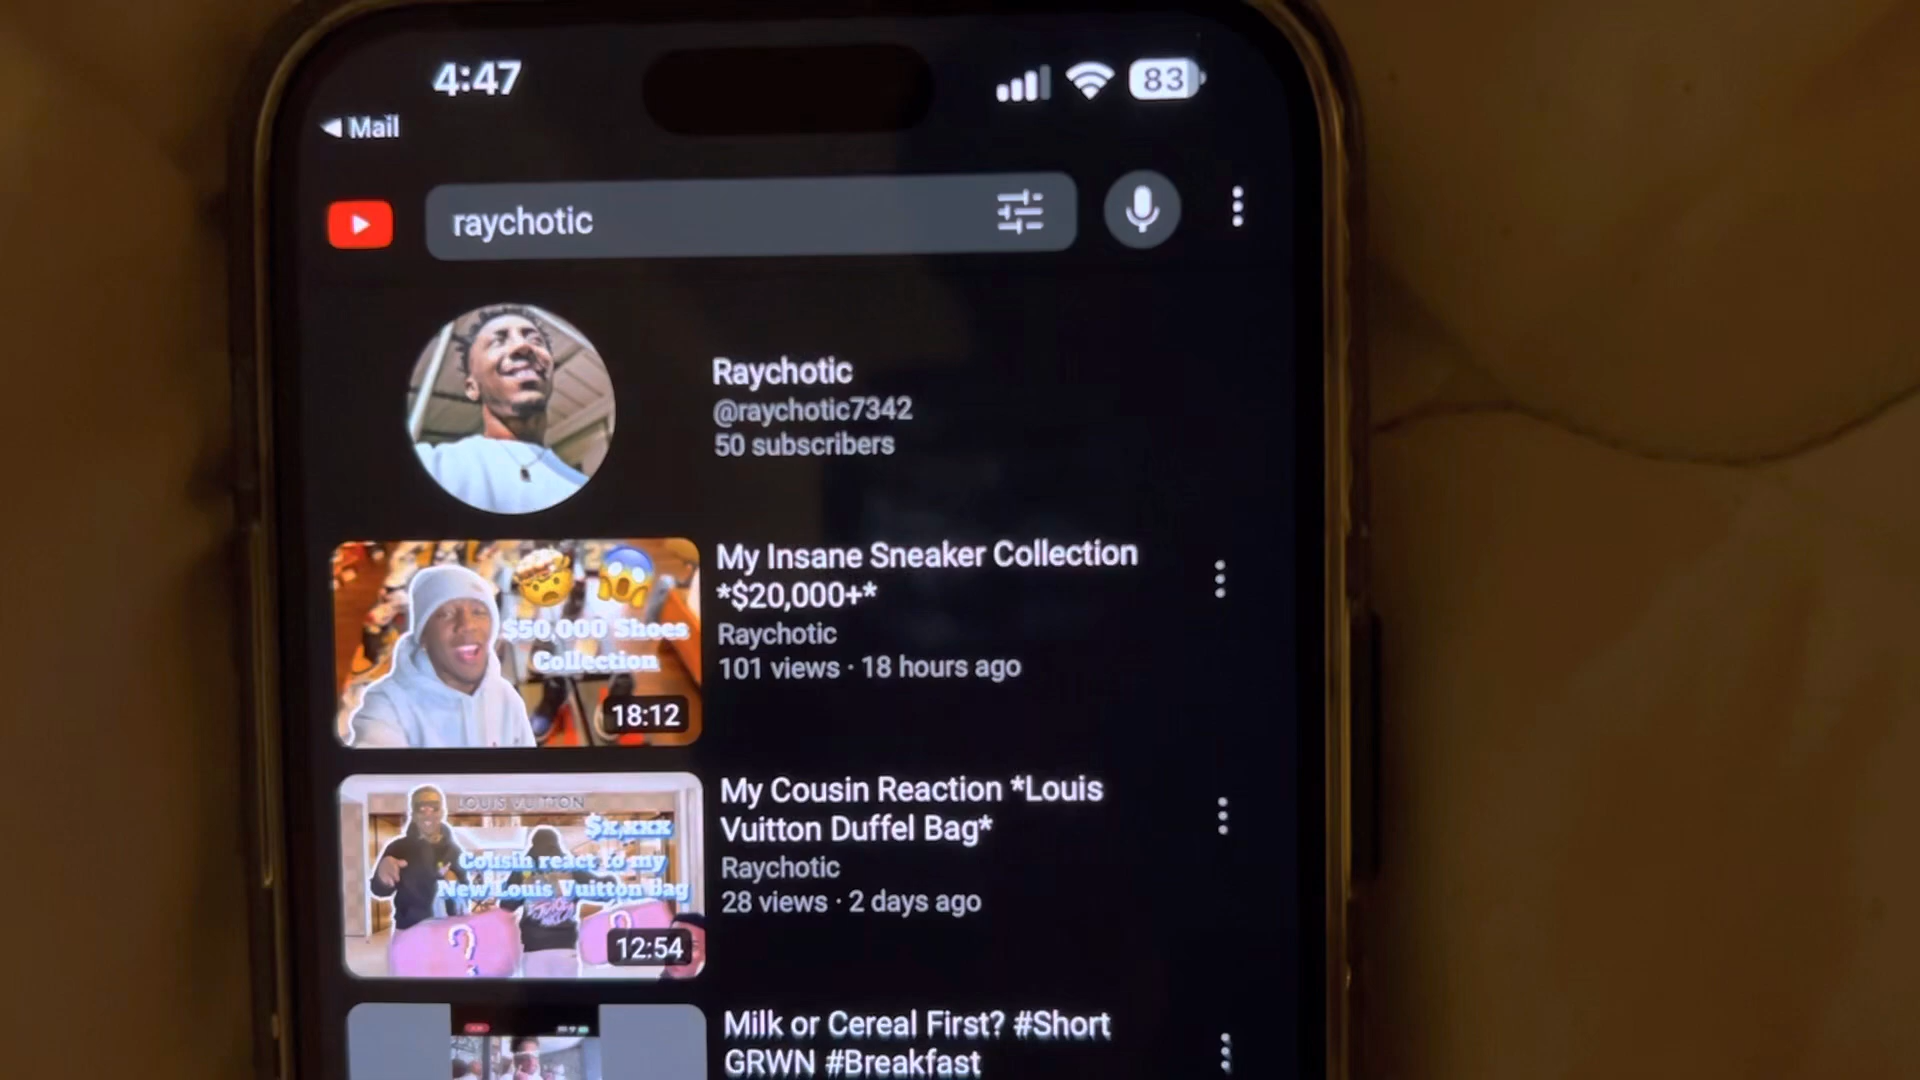 4:47
83
Mail
raychotic
Raychotic
@raychotic7342
50 subscribers
$50,000 Shoes
Collection
18:12
My Insane Sneaker Collection
*$20,000+*
Raychotic
101 views · 18 hours ago
LOUIS VUITTON
$x,xxx
Cousin react to my
New Louis Vuitton Bag
?
?
12:54
My Cousin Reaction *Louis
Vuitton Duffel Bag*
Raychotic
28 views · 2 days ago
Milk or Cereal First? #Short
GRWN #Breakfast